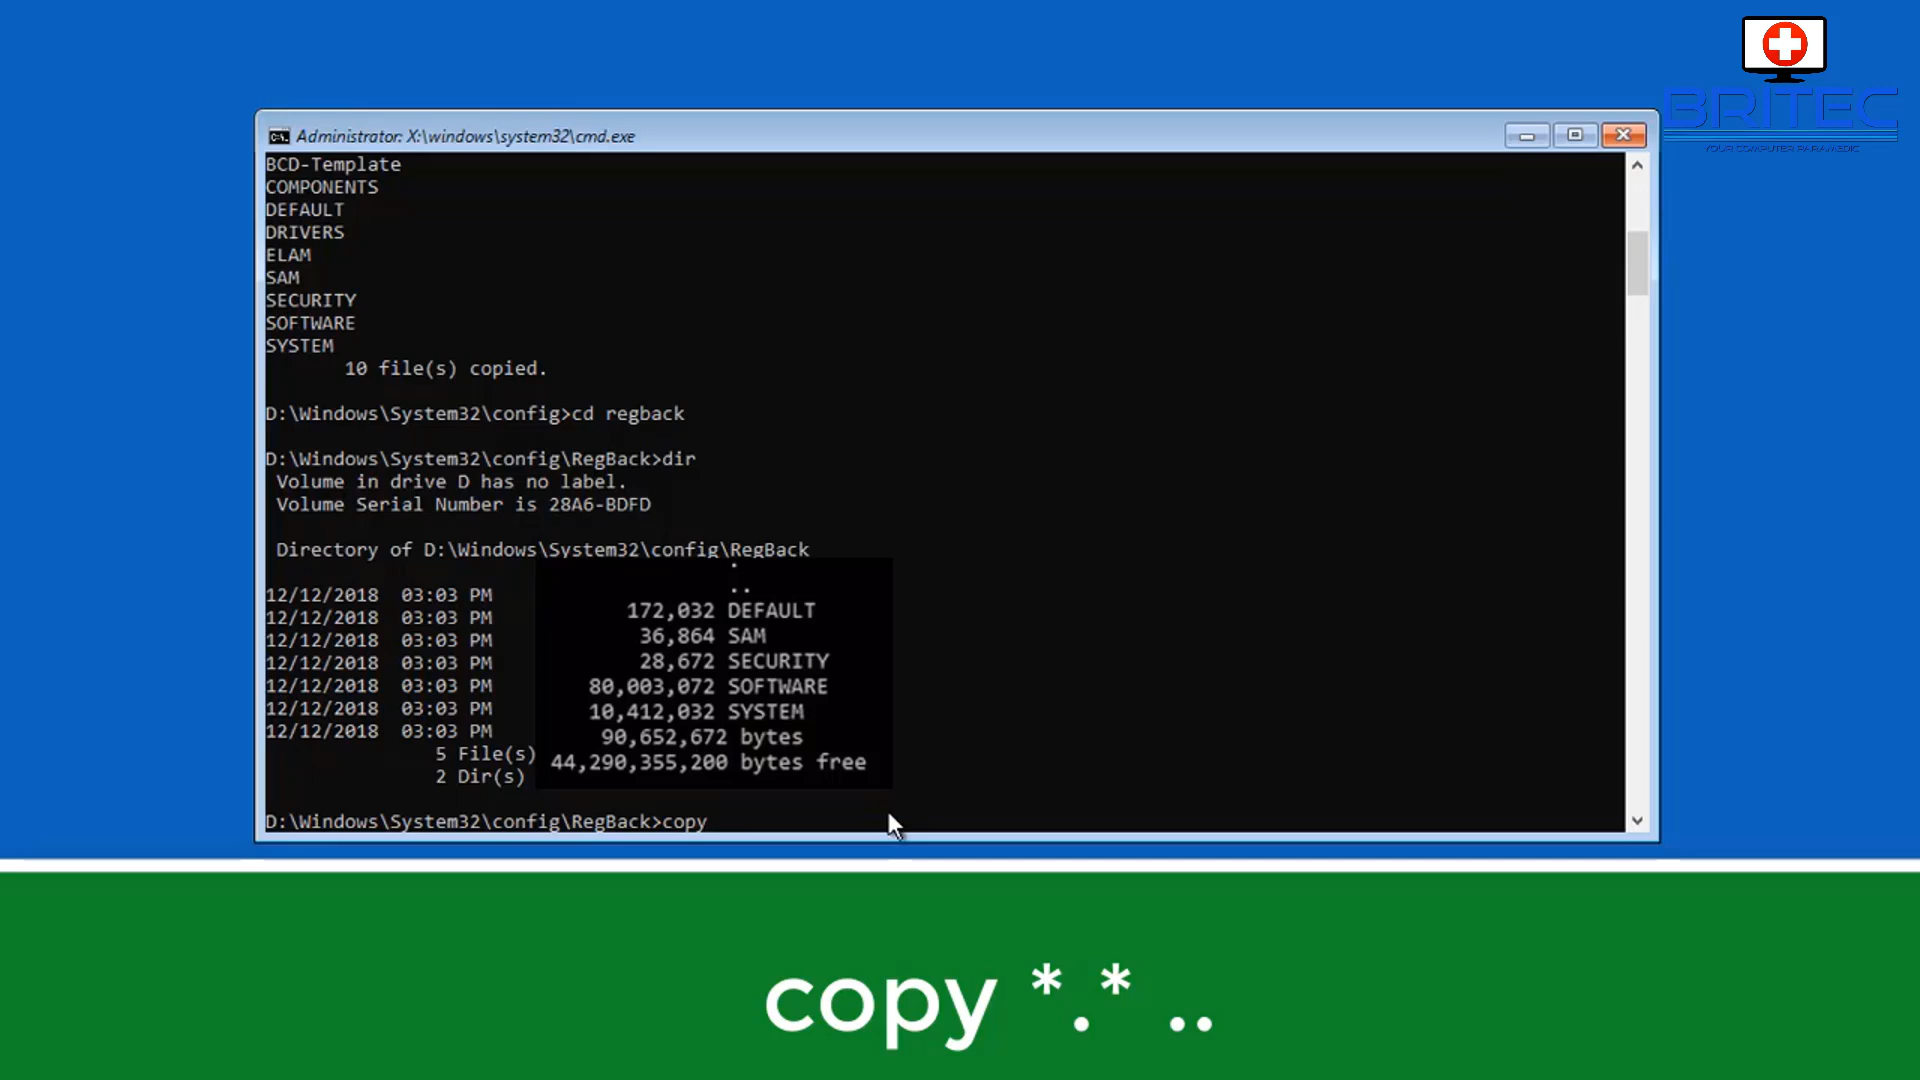 BRITEC
YOUR COMPUTER PARAMEDIC
Administrator: X:\windows\system32\cmd.exe
BCD-Template
COMPONENTS
DEFAULT
DRIVERS
ELAM
SAM
SECURITY
SOFTWARE
SYSTEM
10 file(s) copied.
D:\Windows\System32\config>cd regback
D:\Windows\System32\config\RegBack>dir
Volume in drive D has no label.
Volume Serial Number is 28A6-BDFD
Directory of D:\Windows\System32\config\RegBack
12/12/2018 03:03 PM .
12/12/2018 03:03 PM ..
12/12/2018 03:03 PM 172,032 DEFAULT
12/12/2018 03:03 PM 36,864 SAM
12/12/2018 03:03 PM 28,672 SECURITY
12/12/2018 03:03 PM 80,003,072 SOFTWARE
12/12/2018 03:03 PM 10,412,032 SYSTEM
5 File(s) 90,652,672 bytes
2 Dir(s) 44,290,355,200 bytes free
D:\Windows\System32\config\RegBack>copy
copy *.* ..